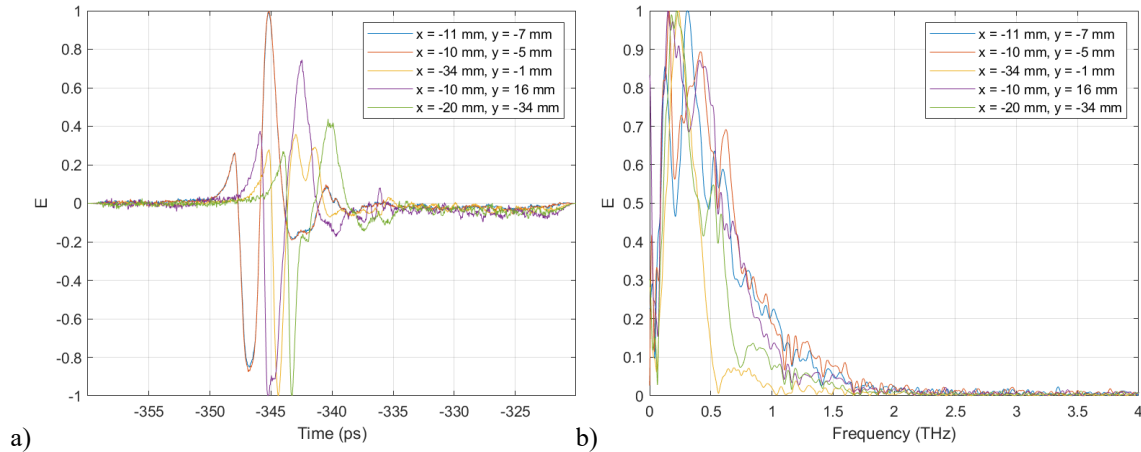 1
0.8
0.6
0.4
0.2
0
-0.2
-0.4
-0.6
-0.8
-1
E
-355
-350
-345
-340
-335
-330
-325
Time (ps)
x = -11 mm, y = -7 mm
x = -10 mm, y = -5 mm
x = -34 mm, y = -1 mm
x = -10 mm, y = 16 mm
x = -20 mm, y = -34 mm
a)
1
0.9
0.8
0.7
0.6
0.5
0.4
0.3
0.2
0.1
0
E
0
0.5
1
1.5
2
2.5
3
3.5
4
Frequency (THz)
x = -11 mm, y = -7 mm
x = -10 mm, y = -5 mm
x = -34 mm, y = -1 mm
x = -10 mm, y = 16 mm
x = -20 mm, y = -34 mm
b)